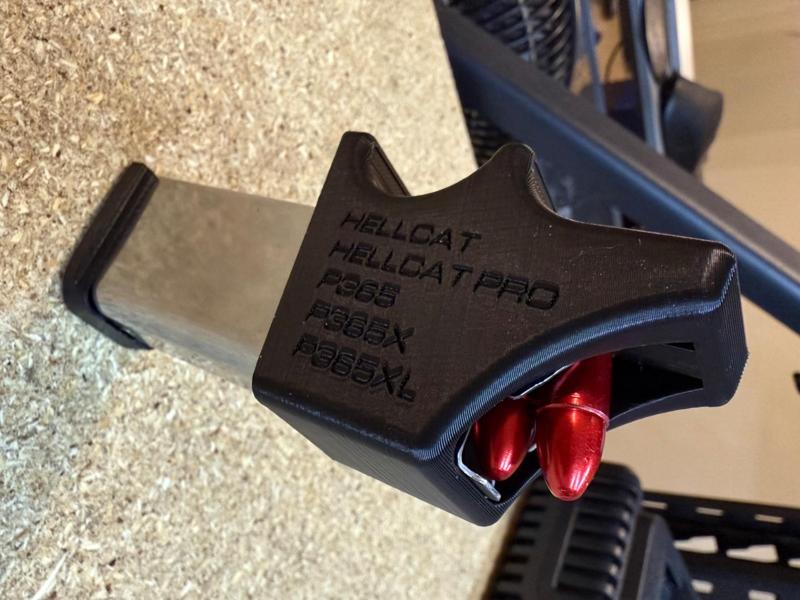 HELLCAT
HELLCAT PRO
P365
P365X
P365XL